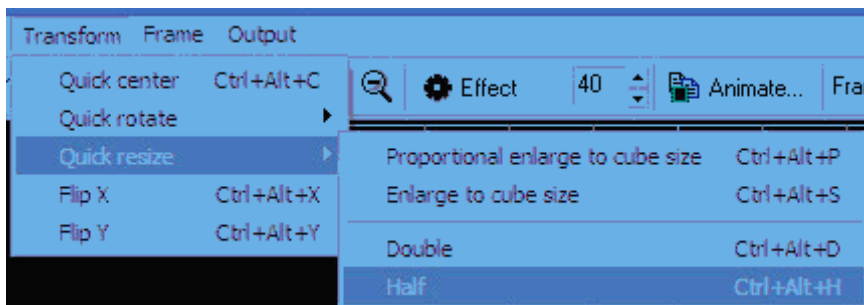 Transform Frame Output
Quick center Ctrl+Alt+C
Effect 40 Animate...
Quick rotate
Quick resize
Proportional enlarge to cube size Ctrl+Alt+P
Flip X Ctrl+Alt+X
Enlarge to cube size Ctrl+Alt+S
Flip Y Ctrl+Alt+Y
Double Ctrl+Alt+D
Half Ctrl+Alt+H